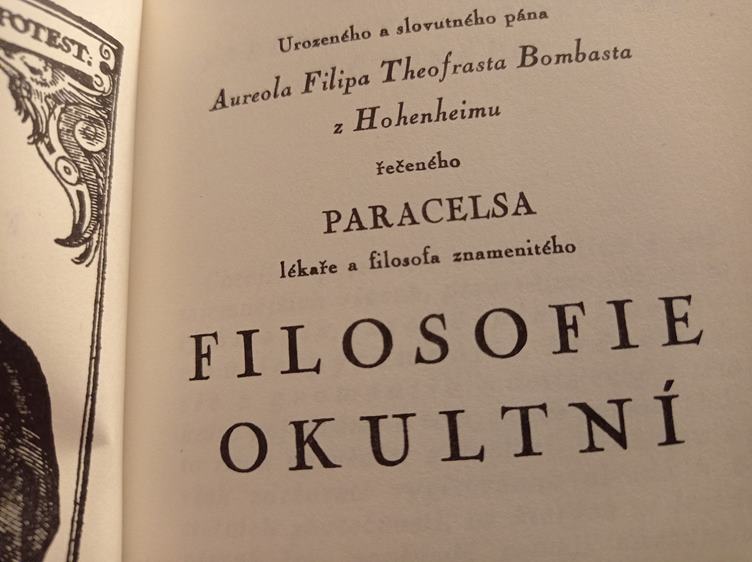 POTEST:
Urozeného a slovutného pána
Aureola Filipa Theofrasta Bombasta
z Hohenheimu
řečeného
PARACELSA
lékaře a filosofa znamenitého
FILOSOFIE
OKULTNÍ